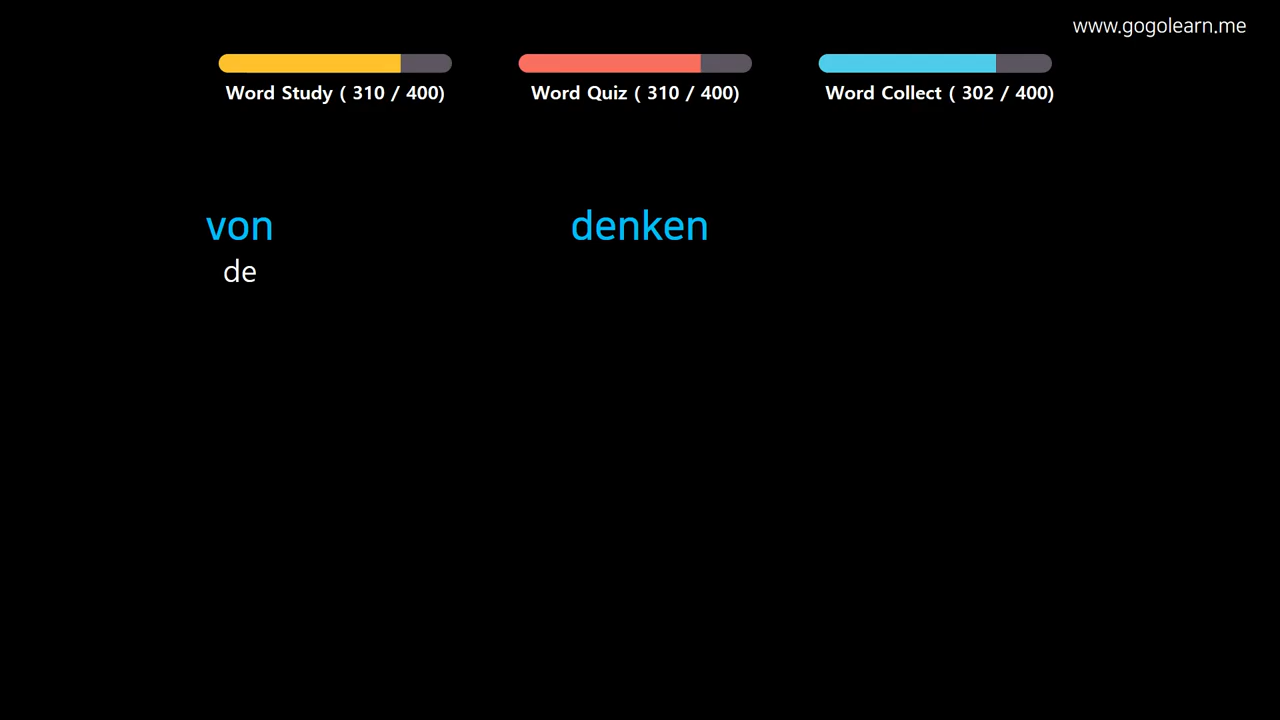 www.gogolearn.me
Word Study ( 310 / 400)
Word Quiz ( 310 / 400)
Word Collect ( 302 / 400)
von
denken
de